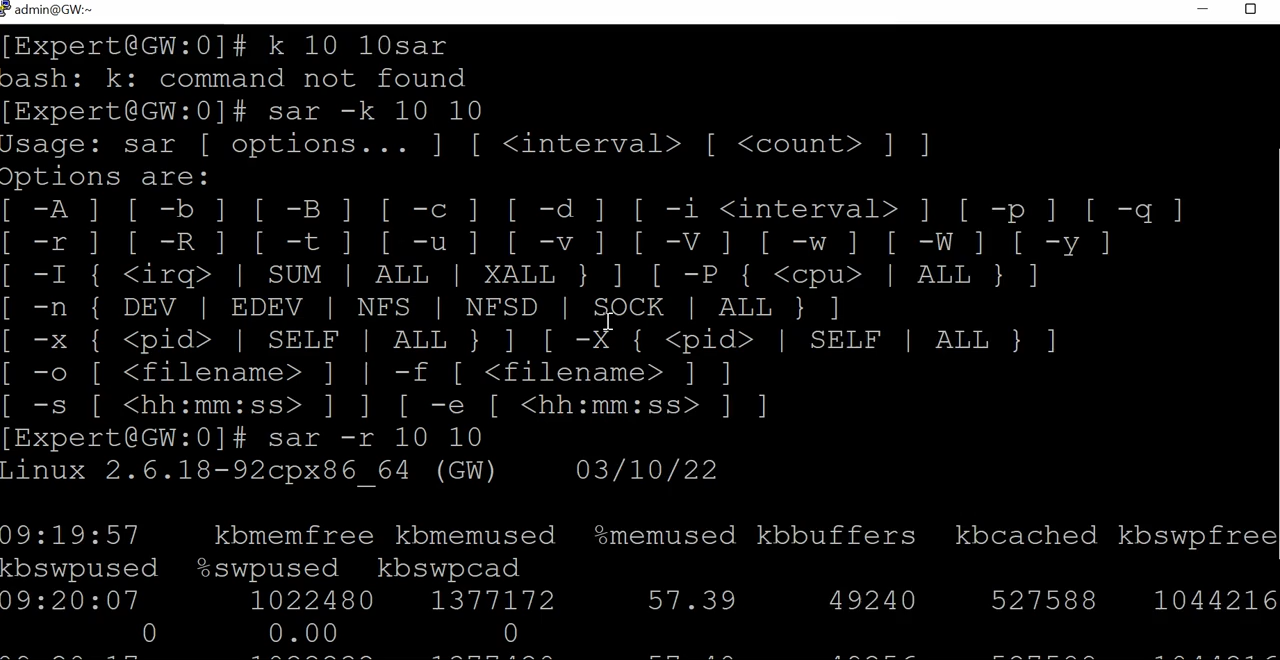 admin@GW:~
[Expert@GW:0]# k 10 10sar
bash: k: command not found
[Expert@GW:0]# sar -k 10 10
Usage: sar [ options... ] [ <interval> [ <count> ] ]
Options are:
[ -A ] [ -b ] [ -B ] [ -c ] [ -d ] [ -i <interval> ] [ -p ] [ -q ]
[ -r ] [ -R ] [ -t ] [ -u ] [ -v ] [ -V ] [ -w ] [ -W ] [ -y ]
[ -I { <irq> | SUM | ALL | XALL } ] [ -P { <cpu> | ALL } ]
[ -n { DEV | EDEV | NFS | NFSD | SOCK | ALL } ]
[ -x { <pid> | SELF | ALL } ] [ -X { <pid> | SELF | ALL } ]
[ -o [ <filename> ] | -f [ <filename> ] ]
[ -s [ <hh:mm:ss> ] ] [ -e [ <hh:mm:ss> ] ]
[Expert@GW:0]# sar -r 10 10
Linux 2.6.18-92cpx86_64 (GW) 03/10/22
09:19:57 kbmemfree kbmemused %memused kbbuffers kbcached kbswpfree
kbswpused %swpused kbswpcad
09:20:07 1022480 1377172 57.39 49240 527588 1044216
0 0.00 0